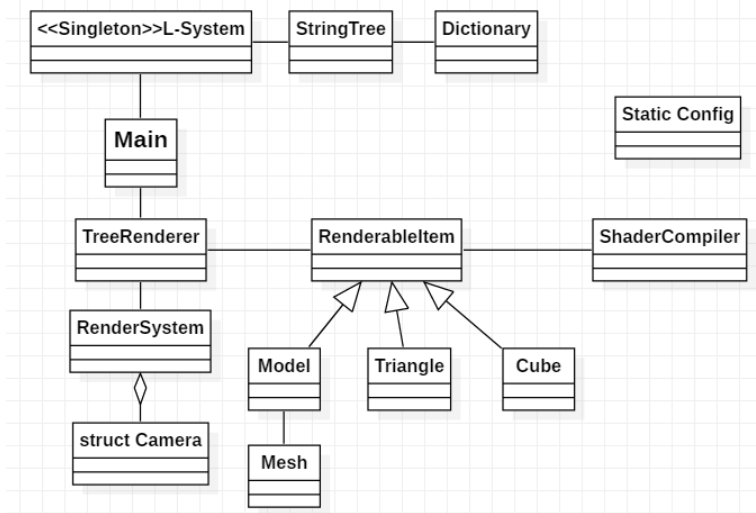 <<Singleton>>L-System
StringTree
Dictionary
Static Config
Main
TreeRenderer
RenderableItem
ShaderCompiler
RenderSystem
Model
Triangle
Cube
struct Camera
Mesh